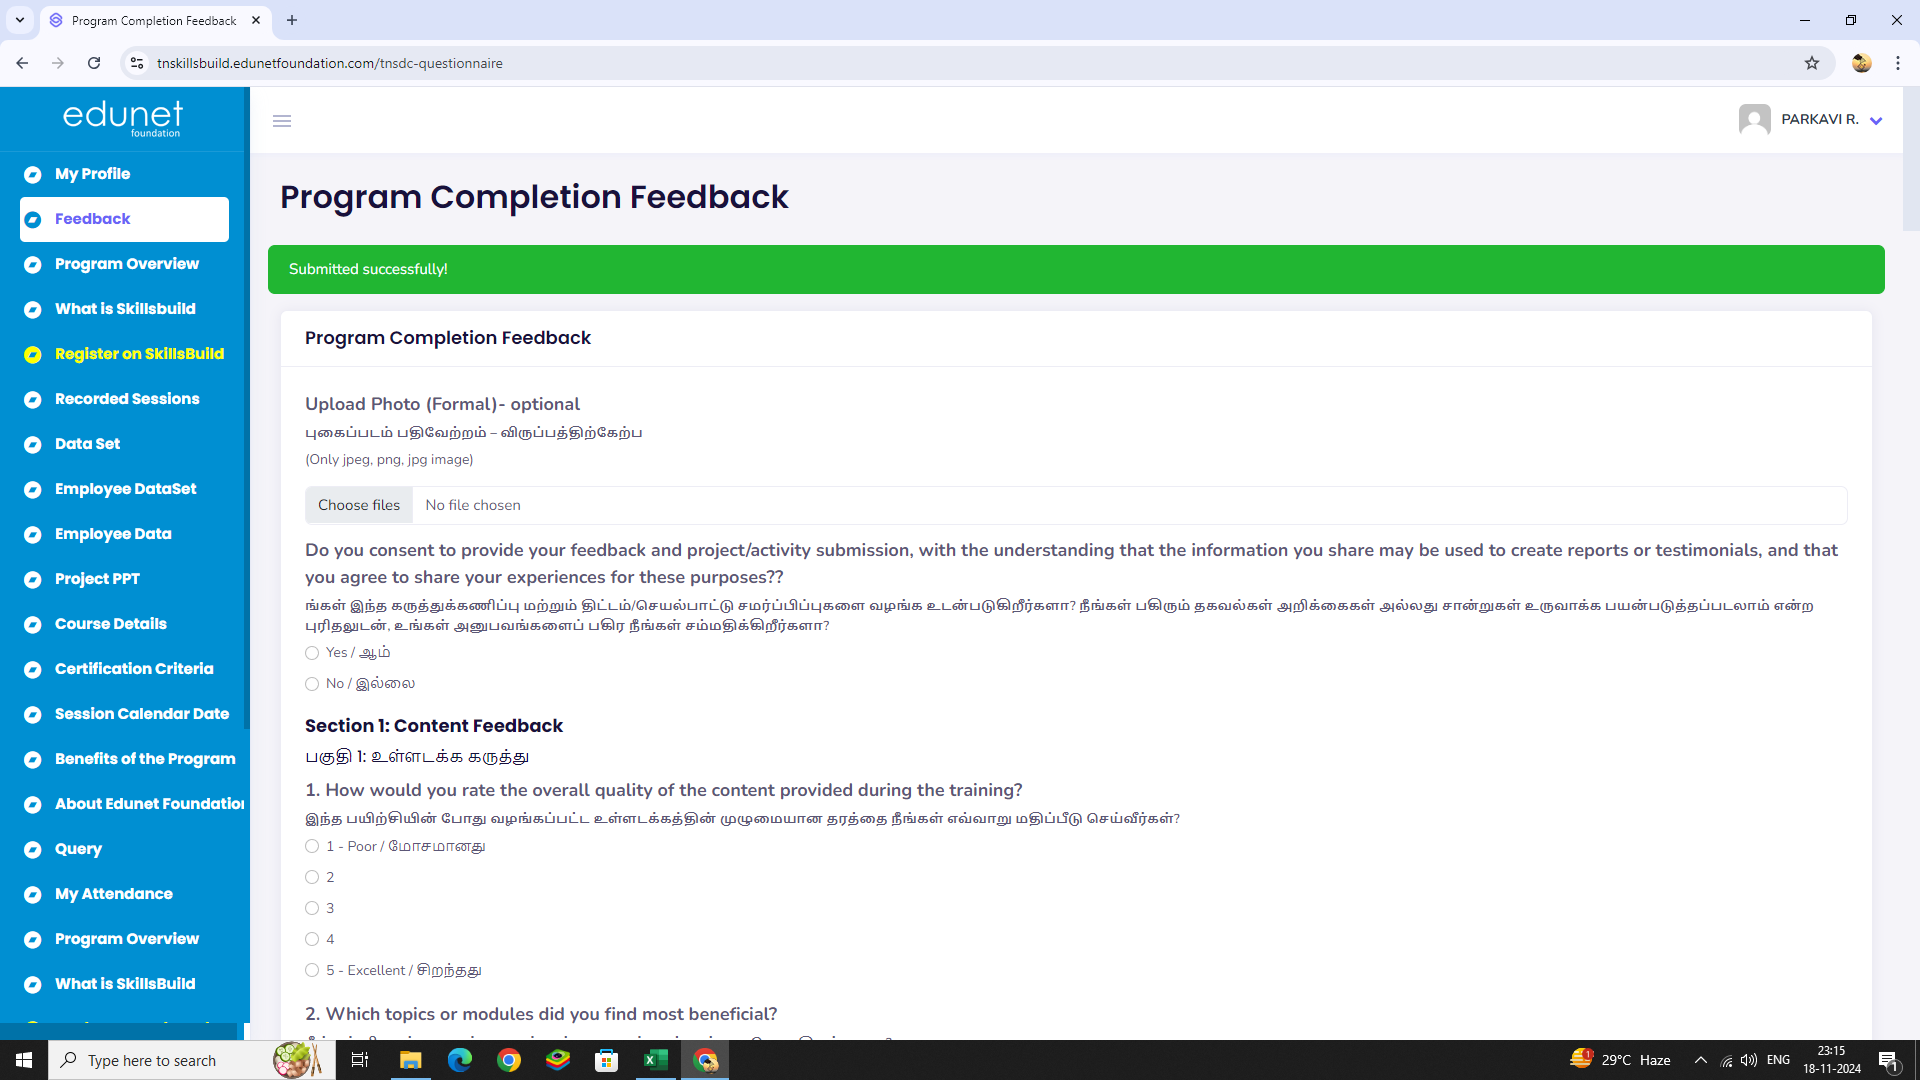 Program Completion Feedback
tnskillsbuild.edunetfoundation.com/tnsdc-questionnaire
edunet
foundation
PARKAVI R.
My Profile
Feedback
Program Overview
What is Skillsbuild
Register on SkillsBuild
Recorded Sessions
Data Set
Employee DataSet
Employee Data
Project PPT
Course Details
Certification Criteria
Session Calendar Date
Benefits of the Program
About Edunet Foundation
Query
My Attendance
Program Overview
What is SkillsBuild
Program Completion Feedback
Submitted successfully!
Program Completion Feedback
Upload Photo (Formal)- optional
புகைப்படம் பதிவேற்றம் – விருப்பத்திற்கேற்ப
(Only jpeg, png, jpg image)
Choose files No file chosen
Do you consent to provide your feedback and project/activity submission, with the understanding that the information you share may be used to create reports or testimonials, and that
you agree to share your experiences for these purposes??
ங்கள் இந்த கருத்துக்கணிப்பு மற்றும் திட்டம்/செயல்பாட்டு சமர்ப்பிப்புகளை வழங்க உடன்படுகிறீர்களா? நீங்கள் பகிரும் தகவல்கள் அறிக்கைகள் அல்லது சான்றுகள் உருவாக்க பயன்படுத்தப்படலாம் என்ற
புரிதலுடன், உங்கள் அனுபவங்களைப் பகிர நீங்கள் சம்மதிக்கிறீர்களா?
Yes / ஆம்
No / இல்லை
Section 1: Content Feedback
பகுதி 1: உள்ளடக்க கருத்து
1. How would you rate the overall quality of the content provided during the training?
இந்த பயிற்சியின் போது வழங்கப்பட்ட உள்ளடக்கத்தின் முழுமையான தரத்தை நீங்கள் எவ்வாறு மதிப்பீடு செய்வீர்கள்?
1 - Poor / மோசமானது
2
3
4
5 - Excellent / சிறந்தது
2. Which topics or modules did you find most beneficial?
Type here to search
29°C Haze
ENG
23:15
18-11-2024
1